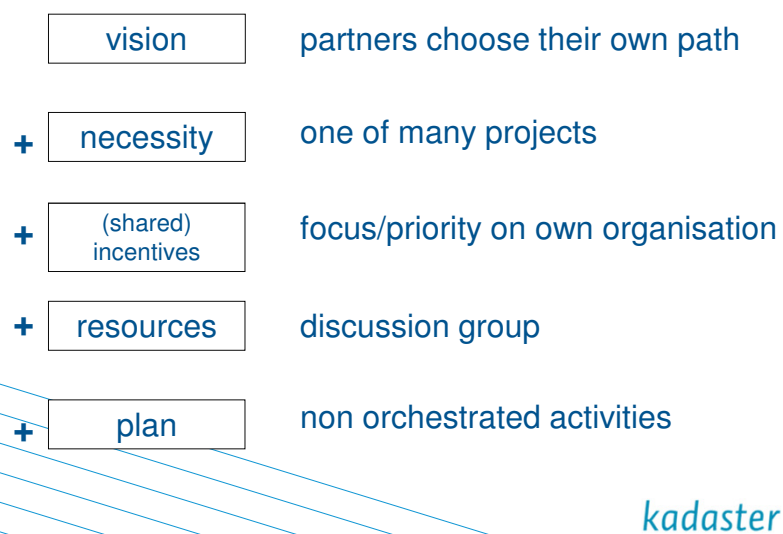 vision partners choose their own path
+ necessity one of many projects
+ (shared) incentives focus/priority on own organisation
+ resources discussion group
+ plan non orchestrated activities
kadaster